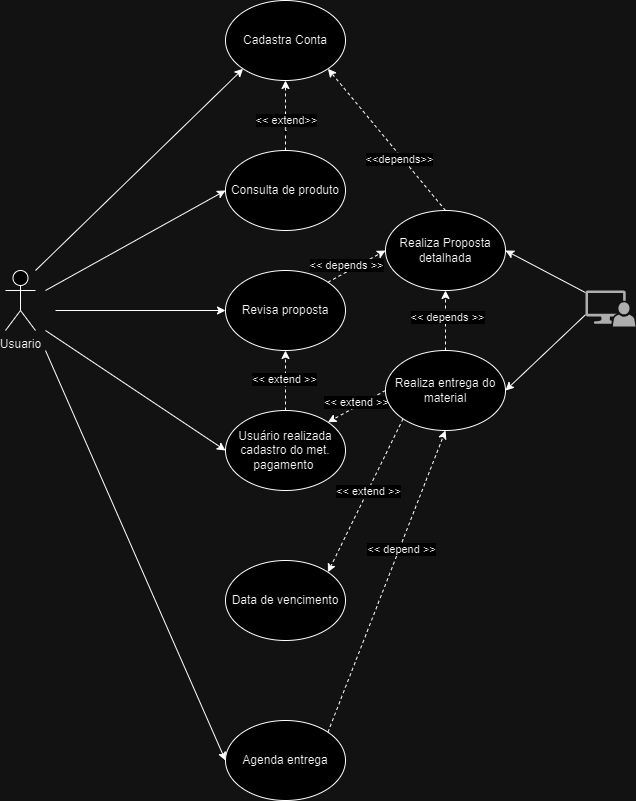 Cadastra Conta
<< extend>>
<<depends>>
Consulta de produto
Realiza Proposta
detalhada
<< depends >>
Revisa proposta
<< depends >>
Usuario
<< extend >>
Realiza entrega do
material
<< extend >>
Usuário realizada
cadastro do met.
pagamento
<< extend >>
<< depend >>
Data de vencimento
Agenda entrega